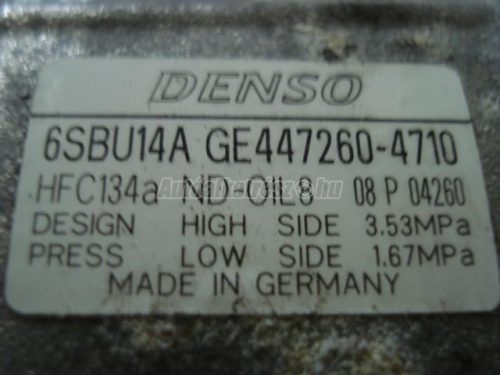 DENSO
6SBU14A GE447260-4710
HFC134a ND-OIL8 08 P 04260
DESIGN HIGH SIDE 3.53MPa
PRESS LOW SIDE 1.67MPa
MADE IN GERMANY